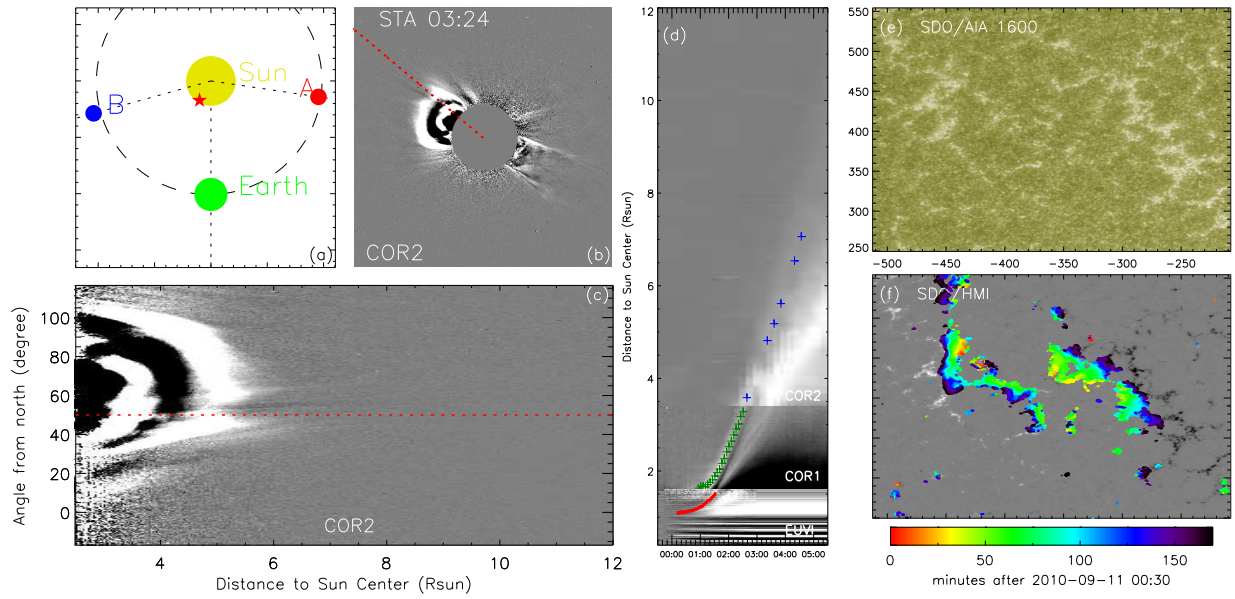 Sun
A
B
Earth
(a)
STA 03:24
COR2
(b)
(c)
100
80
60
40
20
0
Angle from north (degree)
COR2
4
6
8
10
12
Distance to Sun Center (Rsun)
(d)
12
10
8
6
4
2
Distance to Sun Center (Rsun)
COR2
COR1
EUVI
00:00 01:00 02:00 03:00 04:00 05:00
(e) SDO/AIA 1600
550
500
450
400
350
300
250
−500 −450 −400 −350 −300 −250
(f) SDO/HMI
0 50 100 150
minutes after 2010−09−11 00:30